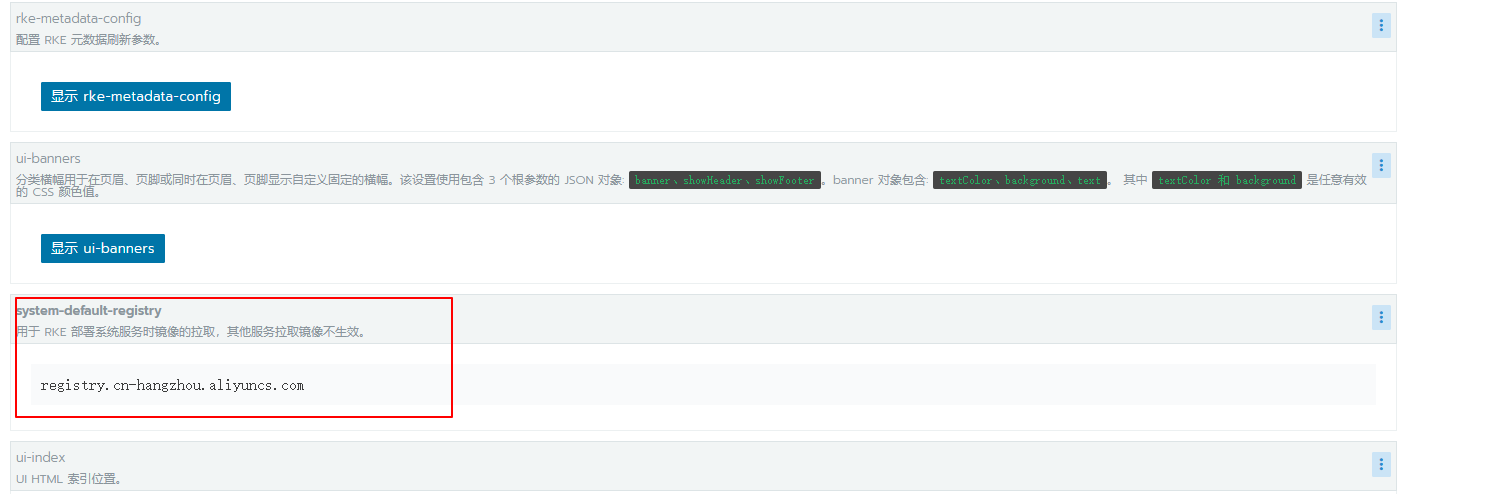 rke-metadata-config
配置 RKE 元数据刷新参数。
显示 rke-metadata-config
ui-banners
分类横幅用于在页眉、页脚或同时在页眉、页脚显示自定义固定的横幅。该设置使用包含 3 个根参数的 JSON 对象: banner、showHeader、showFooter。banner 对象包含: textColor、background、text。 其中 textColor 和 background 是任意有效
的 CSS 颜色值。
显示 ui-banners
system-default-registry
用于 RKE 部署系统服务时镜像的拉取，其他服务拉取镜像不生效。
registry.cn-hangzhou.aliyuncs.com
ui-index
UI HTML 索引位置。